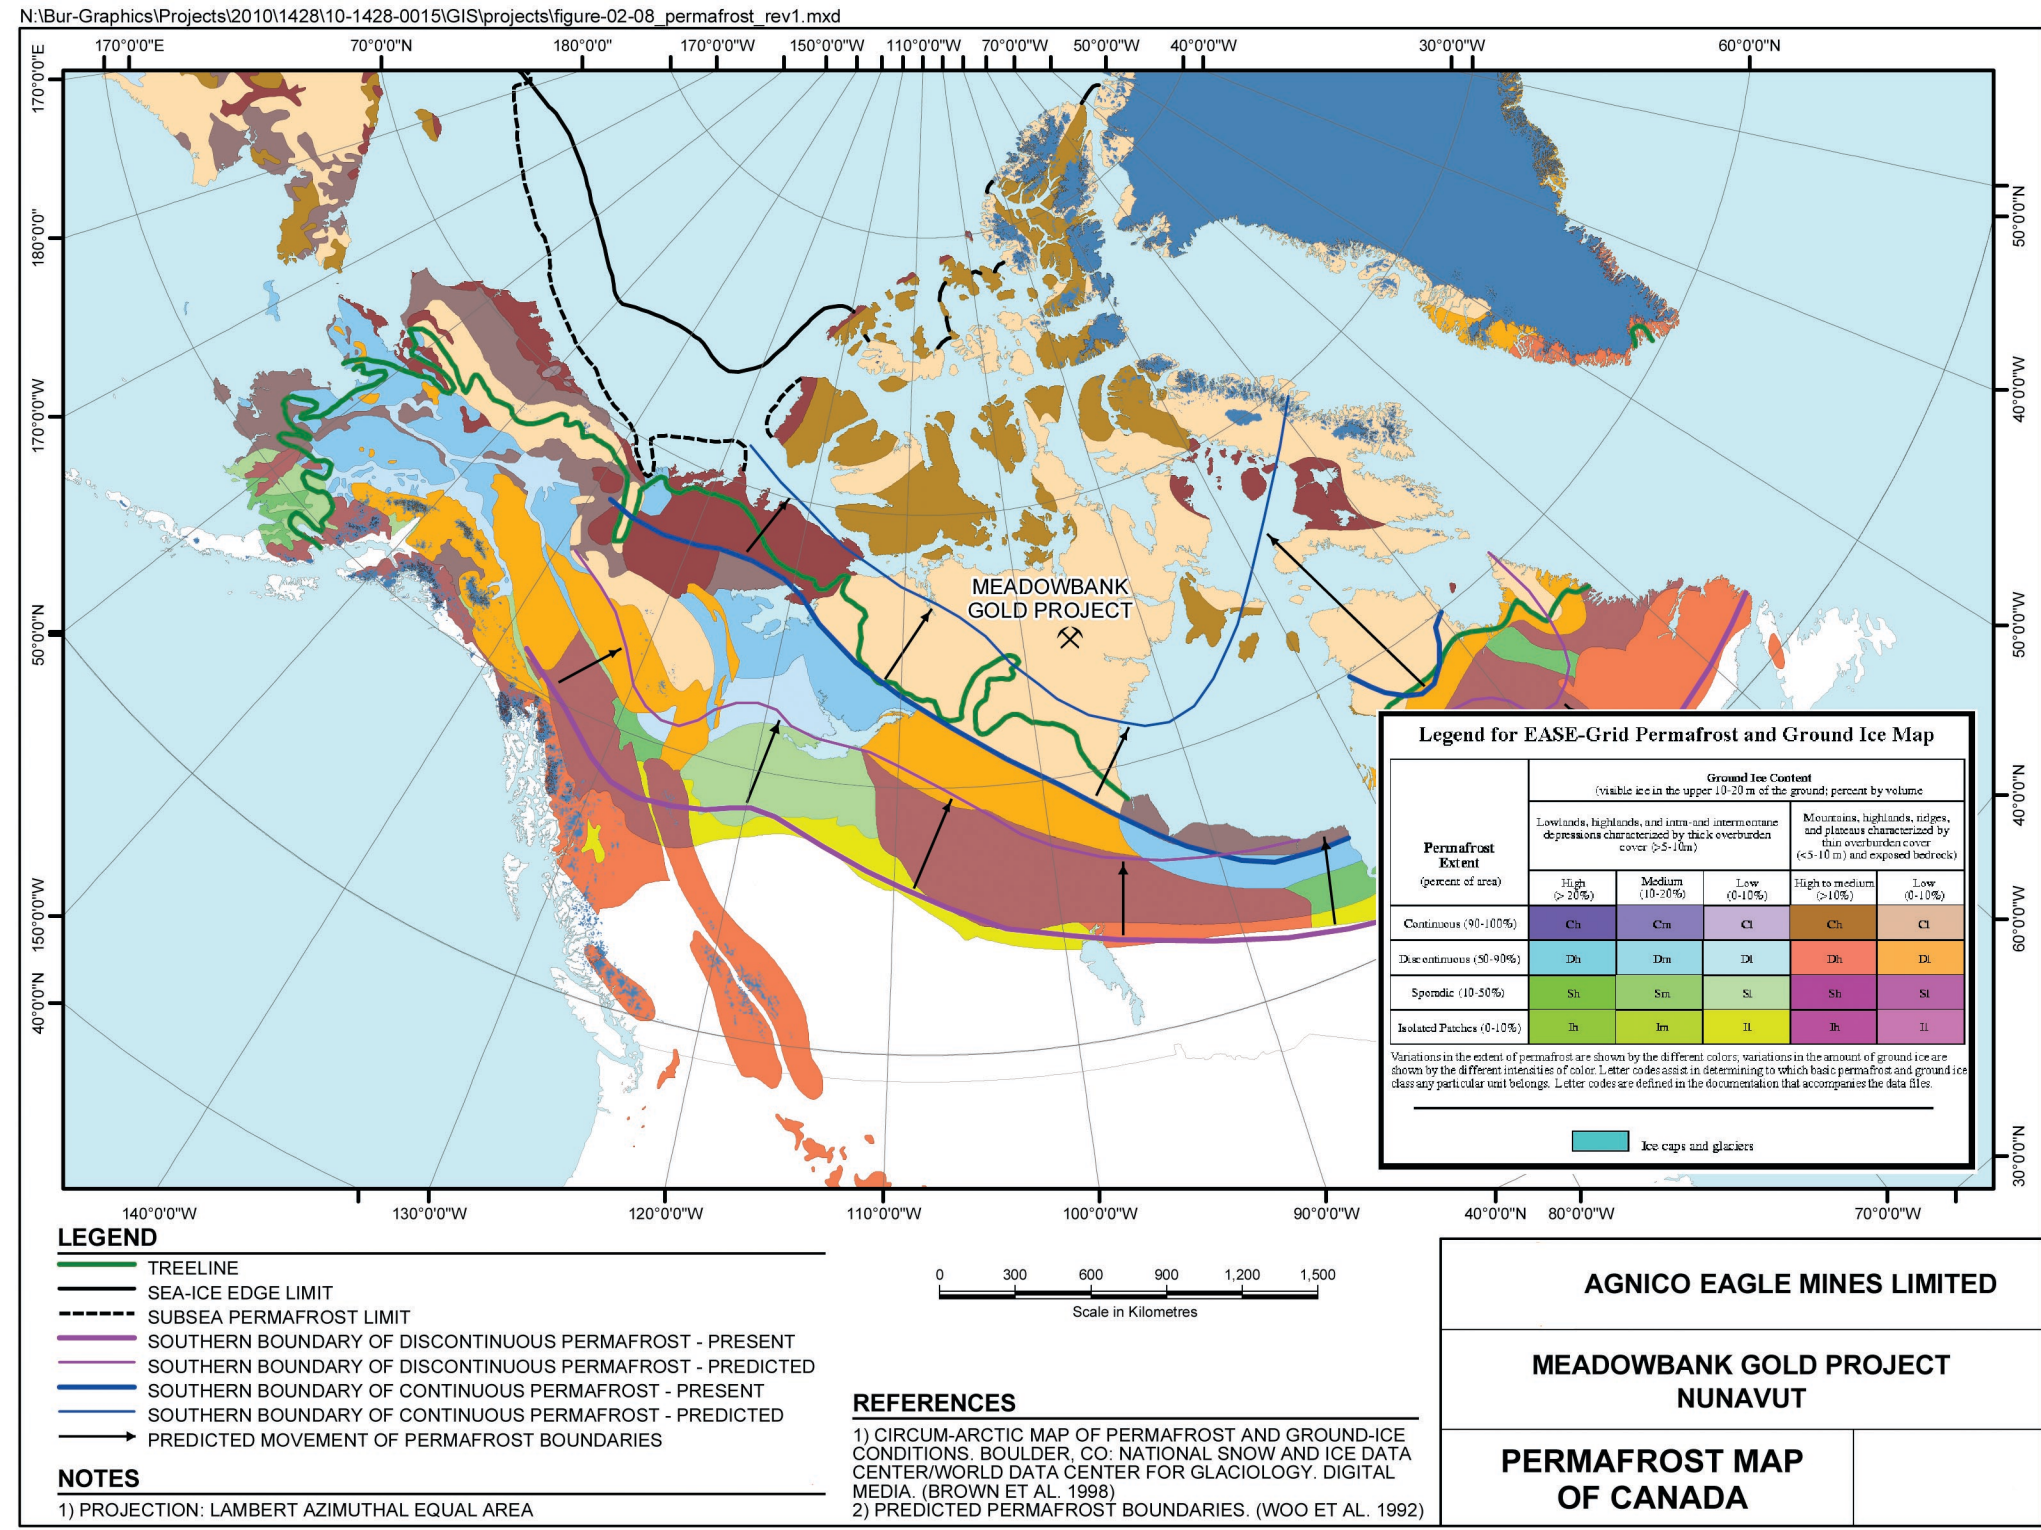 N:\Bur-Graphics\Projects\2010\1428\10-1428-0015\GIS\projects\figure-02-08_permafrost_rev1.mxd
170°0'0"E 70°0'0"N 180°0'0" 170°0'0"W 150°0'0"W 110°0'0"W 70°0'0"W 50°0'0"W 40°0'0"W 30°0'0"W 60°0'0"N
170°0'0"E
180°0'0"
170°0'0"W
50°0'0"N
150°0'0"W
40°0'0"N
50°0'0"N
40°0'0"W
50°0'0"W
40°0'0"N
60°0'0"W
30°0'0"N
MEADOWBANK
GOLD PROJECT
Legend for EASE-Grid Permafrost and Ground Ice Map
Permafrost
Extent
(percent of area)
Ground Ice Content
(visible ice in the upper 10-20 m of the ground; percent by volume
Lowlands, highlands, and intra-and intermontane
depressions characterized by thick overburden
cover (>5-10m)
Mountains, highlands, ridges,
and plateaus characterized by
thin overburden cover
(<5-10 m) and exposed bedrock)
High
(> 20%)
Medium
(10-20%)
Low
(0-10%)
High to medium
(>10%)
Low
(0-10%)
Continuous (90-100%) Ch Cm Cl Ch Cl
Discontinuous (50-90%) Dh Dm Dl Dh Dl
Sporadic (10-50%) Sh Sm Sl Sh Sl
Isolated Patches (0-10%) Ih Im Il Ih Il
Variations in the extent of permafrost are shown by the different colors; variations in the amount of ground ice are
shown by the different intensities of color. Letter codes assist in determining to which basic permafrost and ground ice
class any particular unit belongs. Letter codes are defined in the documentation that accompanies the data files.
Ice caps and glaciers
140°0'0"W 130°0'0"W 120°0'0"W 110°0'0"W 100°0'0"W 90°0'0"W 40°0'0"N 80°0'0"W 70°0'0"W
LEGEND
TREELINE
SEA-ICE EDGE LIMIT
SUBSEA PERMAFROST LIMIT
SOUTHERN BOUNDARY OF DISCONTINUOUS PERMAFROST - PRESENT
SOUTHERN BOUNDARY OF DISCONTINUOUS PERMAFROST - PREDICTED
SOUTHERN BOUNDARY OF CONTINUOUS PERMAFROST - PRESENT
SOUTHERN BOUNDARY OF CONTINUOUS PERMAFROST - PREDICTED
PREDICTED MOVEMENT OF PERMAFROST BOUNDARIES
NOTES
1) PROJECTION: LAMBERT AZIMUTHAL EQUAL AREA
0 300 600 900 1,200 1,500
Scale in Kilometres
REFERENCES
1) CIRCUM-ARCTIC MAP OF PERMAFROST AND GROUND-ICE
CONDITIONS. BOULDER, CO: NATIONAL SNOW AND ICE DATA
CENTER/WORLD DATA CENTER FOR GLACIOLOGY. DIGITAL
MEDIA. (BROWN ET AL. 1998)
2) PREDICTED PERMAFROST BOUNDARIES. (WOO ET AL. 1992)
AGNICO EAGLE MINES LIMITED
MEADOWBANK GOLD PROJECT
NUNAVUT
PERMAFROST MAP
OF CANADA